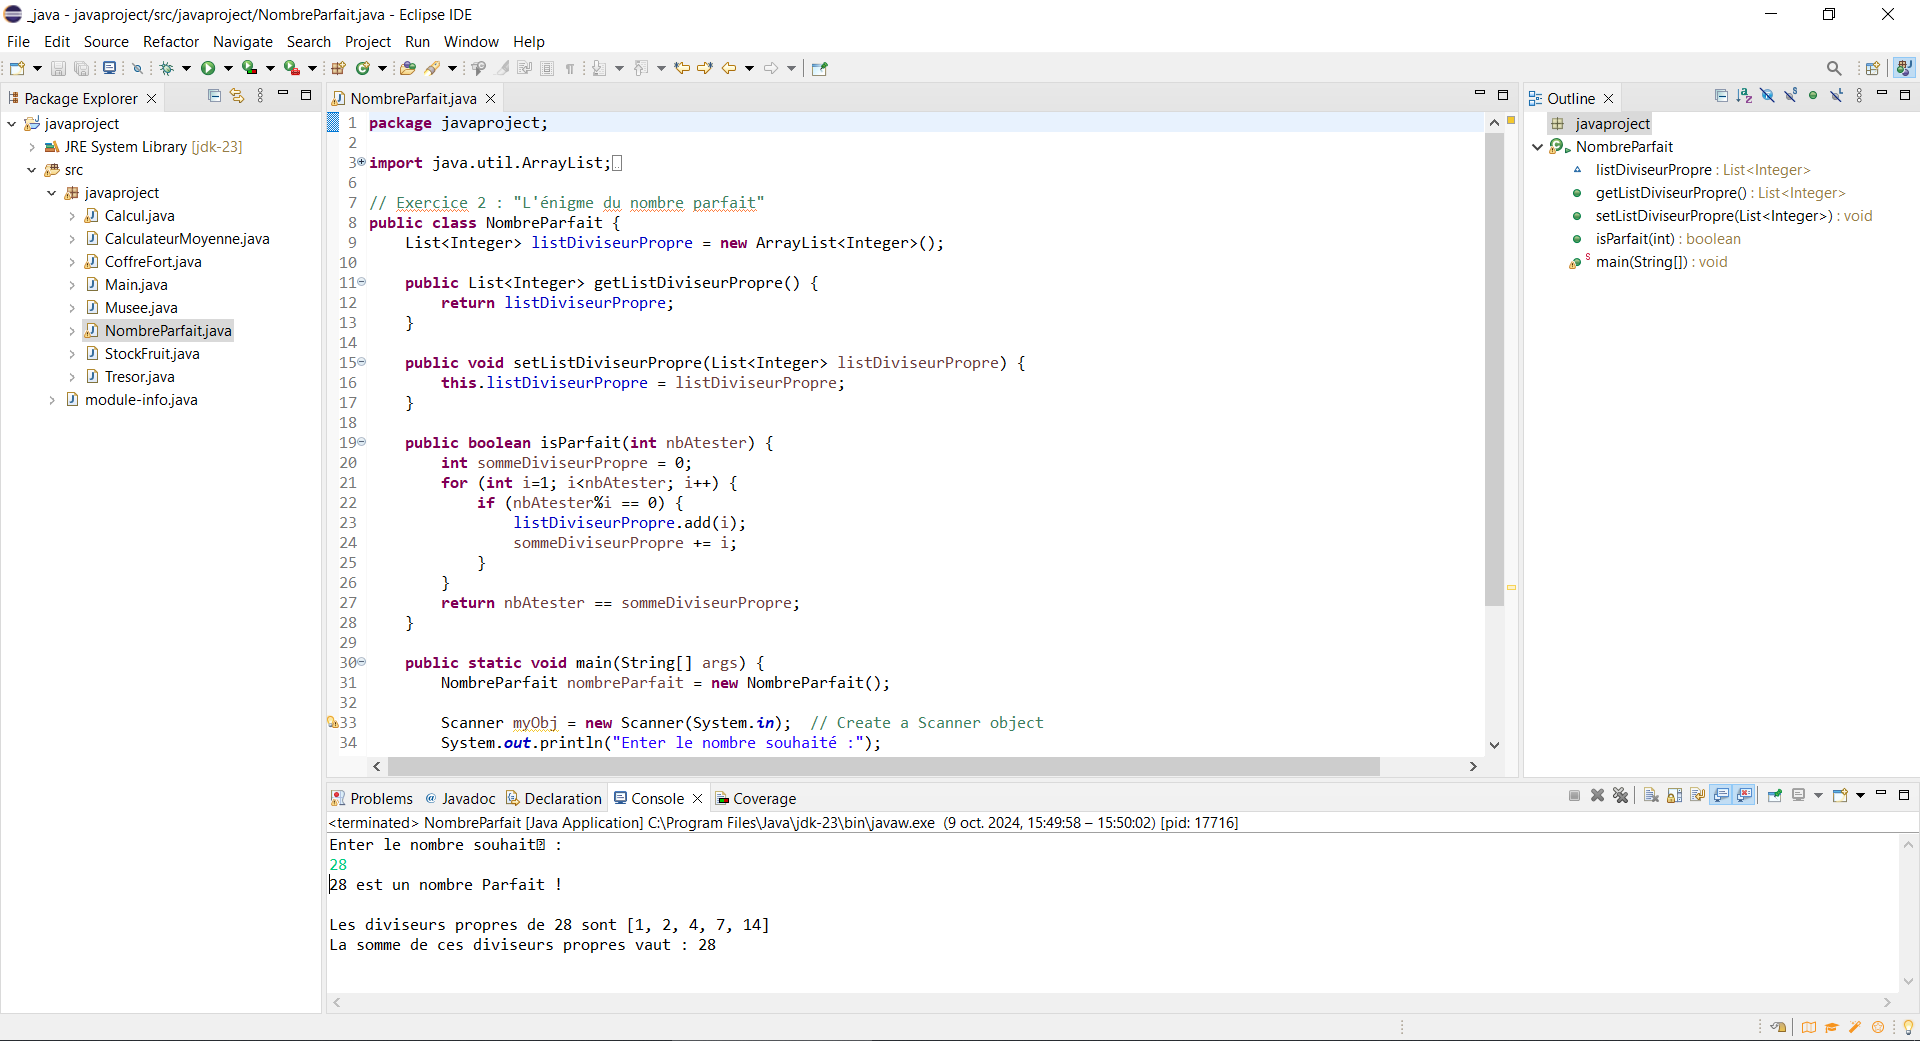 _java - javaproject/src/javaproject/NombreParfait.java - Eclipse IDE
File Edit Source Refactor Navigate Search Project Run Window Help
Package Explorer
javaproject
JRE System Library [jdk-23]
src
javaproject
Calcul.java
CalculateurMoyenne.java
CoffreFort.java
Main.java
Musee.java
NombreParfait.java
StockFruit.java
Tresor.java
module-info.java
NombreParfait.java
1 package javaproject;
2
3 import java.util.ArrayList;
6
7 // Exercice 2 : "L'énigme du nombre parfait"
8 public class NombreParfait {
9 List<Integer> listDiviseurPropre = new ArrayList<Integer>();
10
11 public List<Integer> getListDiviseurPropre() {
12 return listDiviseurPropre;
13 }
14
15 public void setListDiviseurPropre(List<Integer> listDiviseurPropre) {
16 this.listDiviseurPropre = listDiviseurPropre;
17 }
18
19 public boolean isParfait(int nbAtester) {
20 int sommeDiviseurPropre = 0;
21 for (int i=1; i<nbAtester; i++) {
22 if (nbAtester%i == 0) {
23 listDiviseurPropre.add(i);
24 sommeDiviseurPropre += i;
25 }
26 }
27 return nbAtester == sommeDiviseurPropre;
28 }
29
30 public static void main(String[] args) {
31 NombreParfait nombreParfait = new NombreParfait();
32
33 Scanner myObj = new Scanner(System.in);  // Create a Scanner object
34 System.out.println("Enter le nombre souhaité :");
Outline
javaproject
NombreParfait
listDiviseurPropre : List<Integer>
getListDiviseurPropre() : List<Integer>
setListDiviseurPropre(List<Integer>) : void
isParfait(int) : boolean
main(String[]) : void
Problems Javadoc Declaration Console Coverage
<terminated> NombreParfait [Java Application] C:\Program Files\Java\jdk-23\bin\javaw.exe (9 oct. 2024, 15:49:58 – 15:50:02) [pid: 17716]
Enter le nombre souhait� :
28
28 est un nombre Parfait !
Les diviseurs propres de 28 sont [1, 2, 4, 7, 14]
La somme de ces diviseurs propres vaut : 28